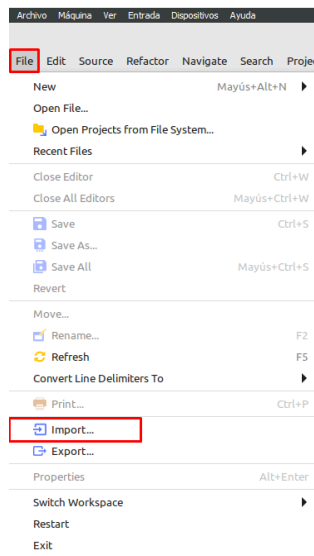 Archivo Máquina Ver Entrada Dispositivos Ayuda
File Edit Source Refactor Navigate Search
New Mayús+Alt+N
Open File...
Open Projects from File System...
Recent Files
Close Editor Ctrl+W
Close All Editors Mayús+Ctrl+W
Save Ctrl+S
Save As...
Save All Mayús+Ctrl+S
Revert
Move...
Rename... F2
Refresh F5
Convert Line Delimiters To
Print... Ctrl+P
Import...
Export...
Properties Alt+Enter
Switch Workspace
Restart
Exit